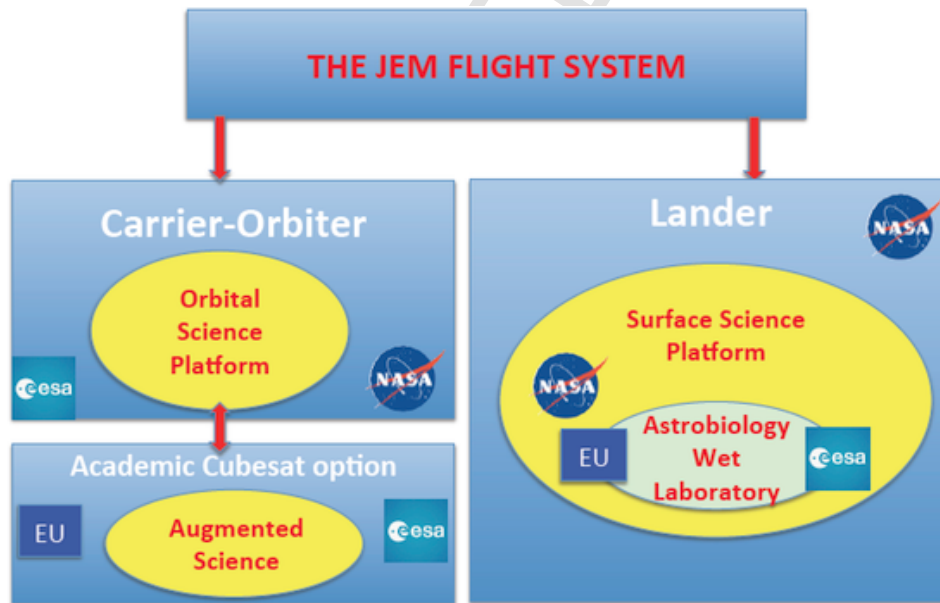 THE JEM FLIGHT SYSTEM
Carrier-Orbiter
Orbital
Science
Platform
esa
NASA
Academic Cubesat option
EU
Augmented
Science
esa
Lander
NASA
Surface Science
Platform
NASA
EU
Astrobiology
Wet
Laboratory
esa